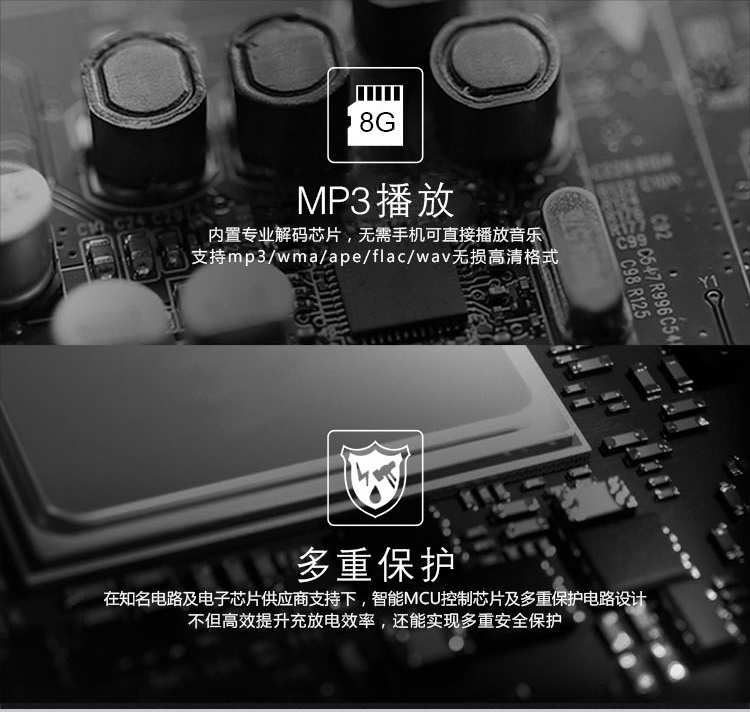 8G
MP3播放
内置专业解码芯片，无需手机可直接播放音乐
支持mp3/wma/ape/flac/wav无损高清格式
C99
C98 R125
C547R996C54
Y1
多重保护
在知名电路及电子芯片供应商支持下，智能MCU控制芯片及多重保护电路设计
不但高效提升充放电效率，还能实现多重安全保护